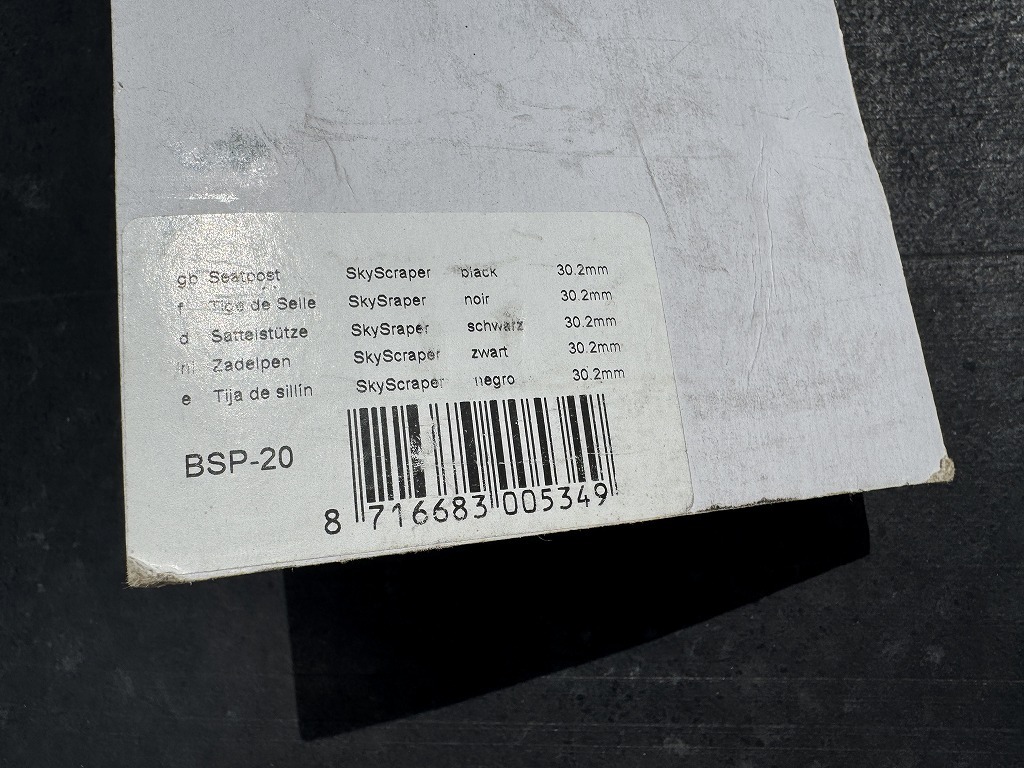 gb Seatpost SkyScraper black 30.2mm
f Tige de Selle SkySraper noir 30.2mm
d Sattelstütze SkySraper schwarz 30.2mm
nl Zadelpen SkyScraper zwart 30.2mm
e Tija de sillín SkyScraper negro 30.2mm
BSP-20
8 716683 005349